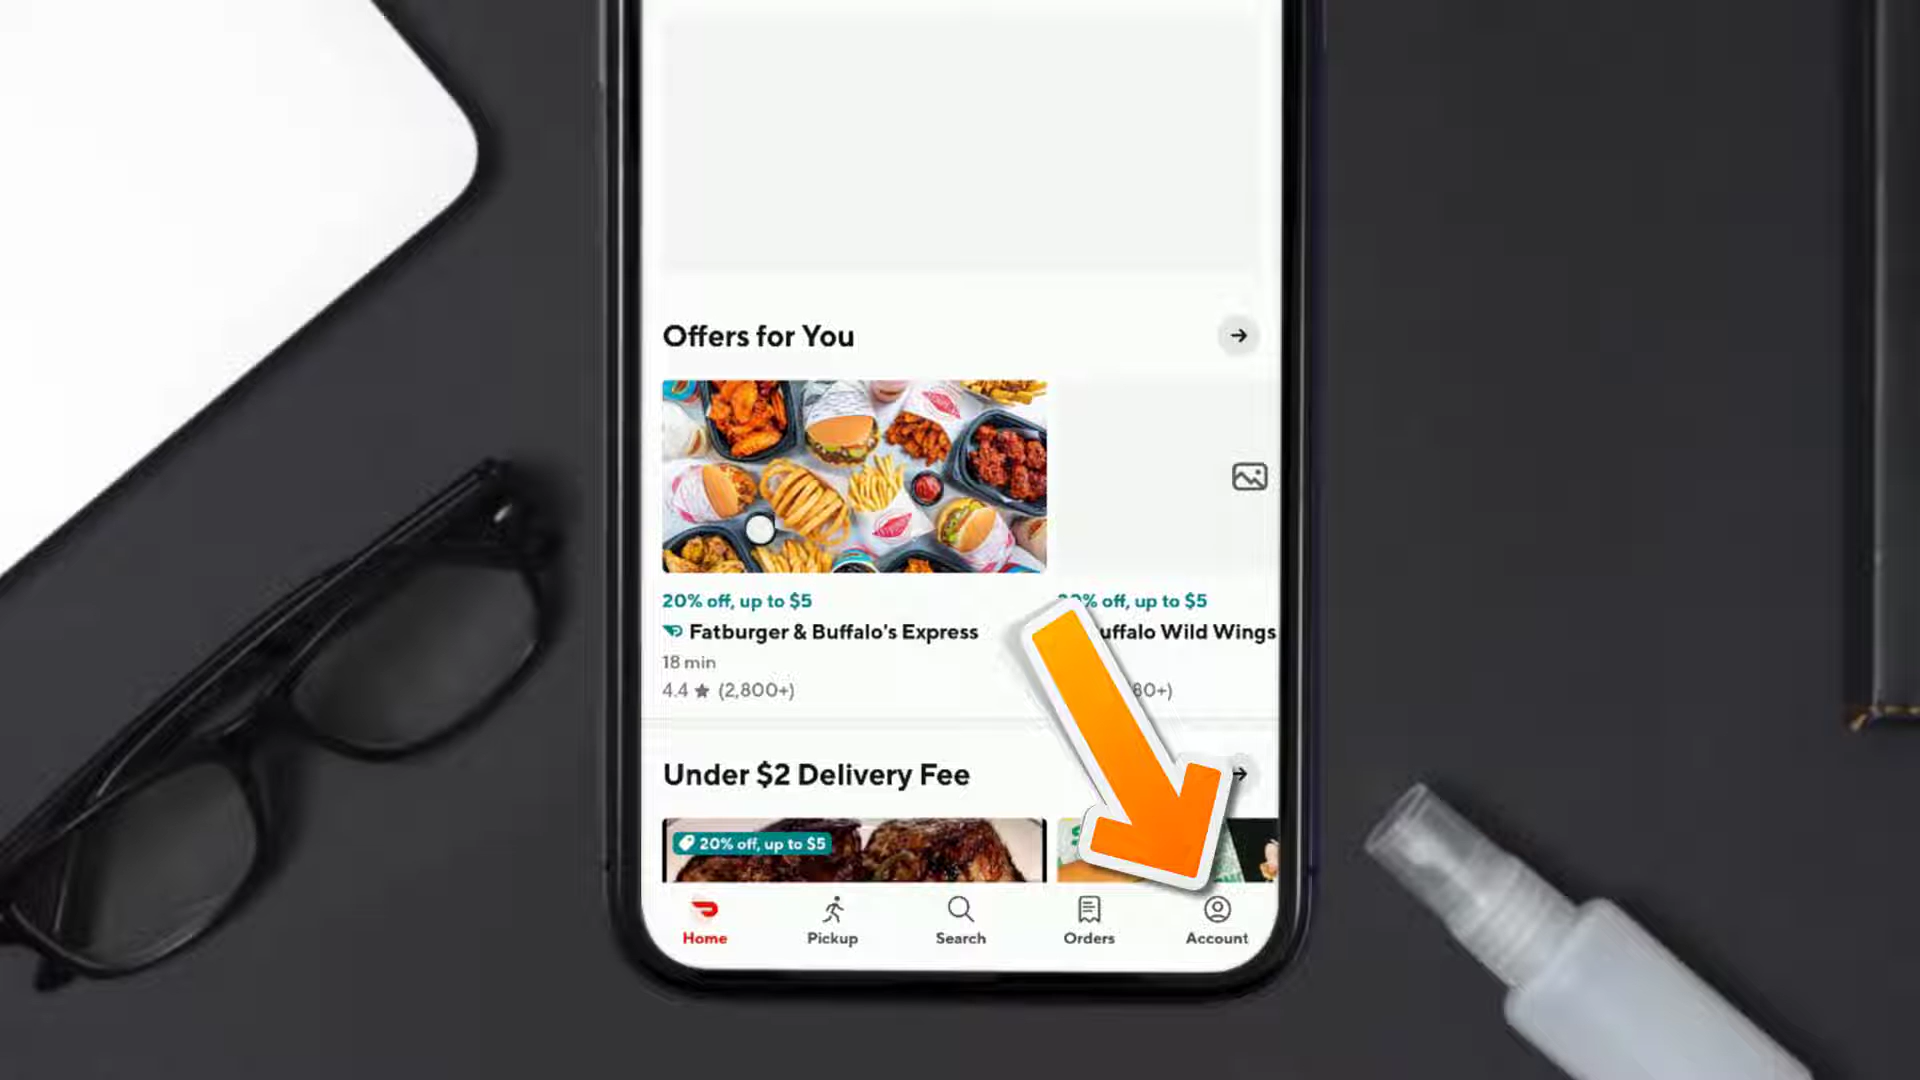 Offers for You
20% off, up to $5
off, up to $5
Fatburger & Buffalo's Express
Wild Wings
18 min
4.4 ★ (2,800+)
80+)
Under $2 Delivery Fee
20% off, up to $5
Home
Pickup
Search
Orders
Account